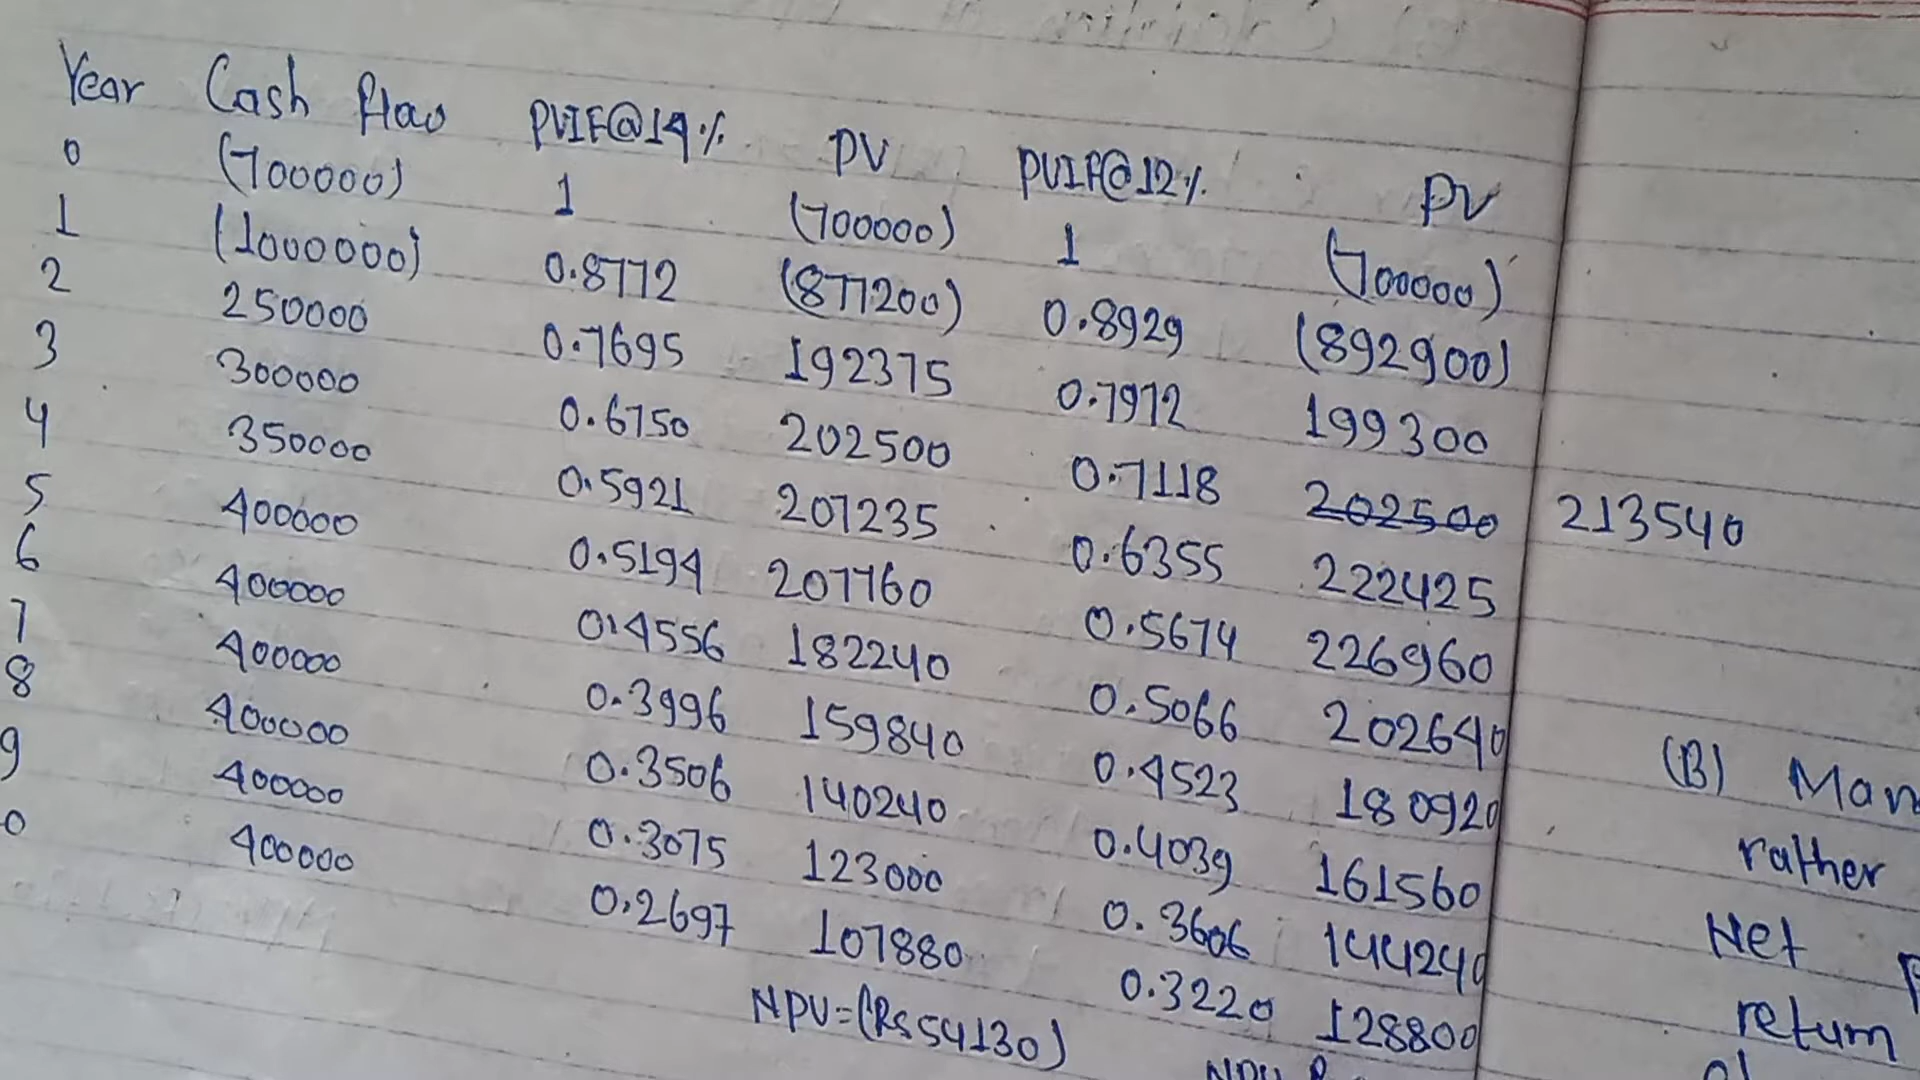 Year Cash flow PVIF@14% PV PVIF@12% PV
0 (700000) 1 (700000) 1 (700000)
1 (1000000) 0.8772 (877200) 0.8929 (892900)
2 250000 0.7695 192375 0.7972 199300
3 300000 0.6750 202500 0.7118 202500 213540
4 350000 0.5921 207235 0.6355 222425
5 400000 0.5194 207760 0.5674 226960
6 400000 0.4556 182240 0.5066 202640
7 400000 0.3996 159840 0.4523 180920
8 400000 0.3506 140240 0.4039 161560
9 400000 0.3075 123000 0.3606 144240
0 400000 0.2697 107880 0.3220 128800
NPV=(Rs54130) NPV
(B) Man
rather
Net
return